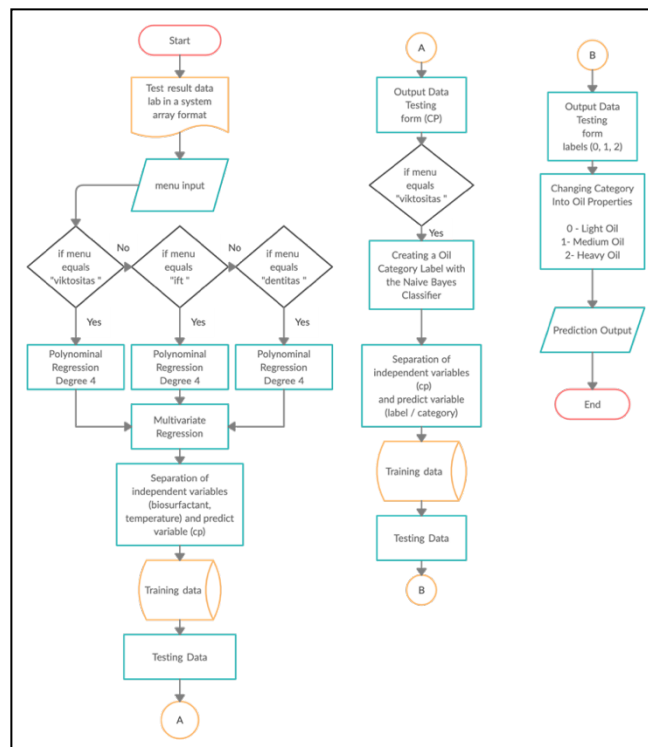 Start
Test result data
lab in a system
array format
menu input
if menu
equals
"viktositas "
No
if menu
equals
"ift "
No
if menu
equals
"dentitas "
Yes
Yes
Yes
Polynominal
Regression
Degree 4
Polynominal
Regression
Degree 4
Polynominal
Regression
Degree 4
Multivariate
Regression
Separation of
independent variables
(biosurfactant,
temperature) and predict
variable (cp)
Training data
Testing Data
A
A
Output Data
Testing
form (CP)
if menu
equals
"viktositas "
Yes
Creating a Oil
Category Label with
the Naive Bayes
Classifier
Separation of
independent variables
(cp)
and predict variable
(label / category)
Training data
Testing Data
B
B
Output Data
Testing
form
labels (0, 1, 2)
Changing Category
Into Oil Properties
0 - Light Oil
1- Medium Oil
2- Heavy Oil
Prediction Output
End